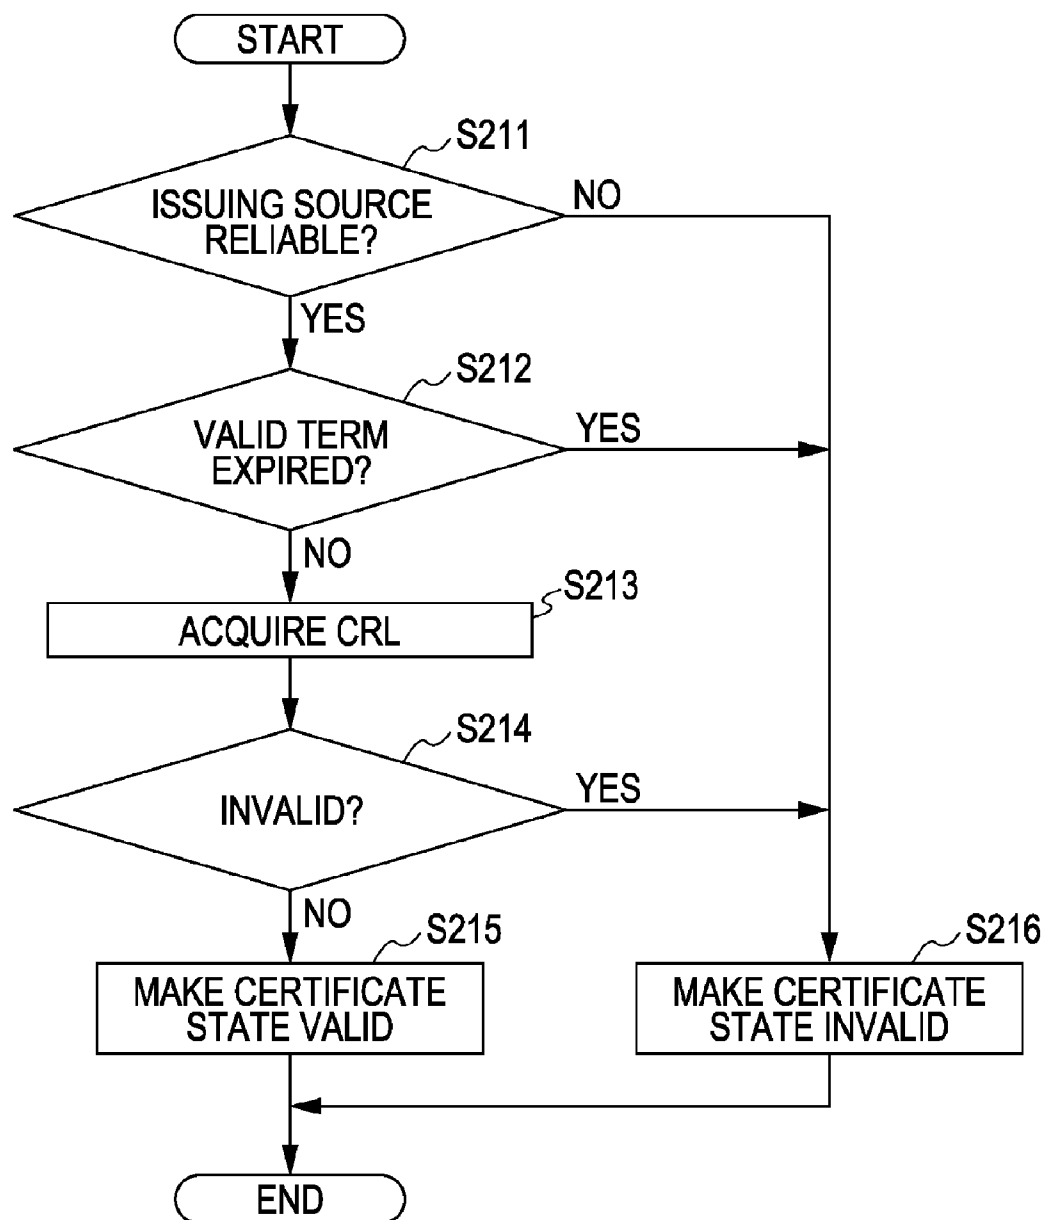 START
S211
ISSUING SOURCE
RELIABLE?
NO
YES
S212
VALID TERM
EXPIRED?
YES
NO
S213
ACQUIRE CRL
S214
INVALID?
YES
NO
S215
MAKE CERTIFICATE
STATE VALID
S216
MAKE CERTIFICATE
STATE INVALID
END